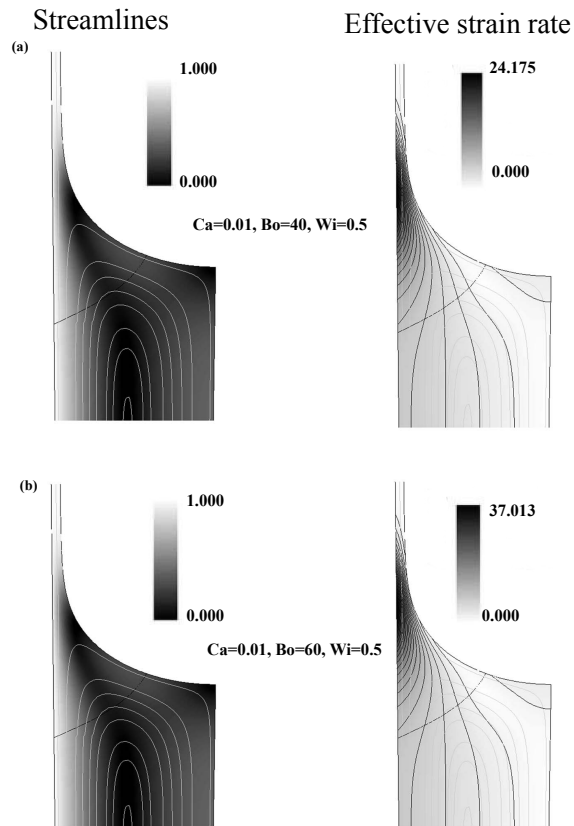 Streamlines
Effective strain rate
(a)
1.000
0.000
24.175
0.000
Ca=0.01, Bo=40, Wi=0.5
(b)
1.000
0.000
37.013
0.000
Ca=0.01, Bo=60, Wi=0.5